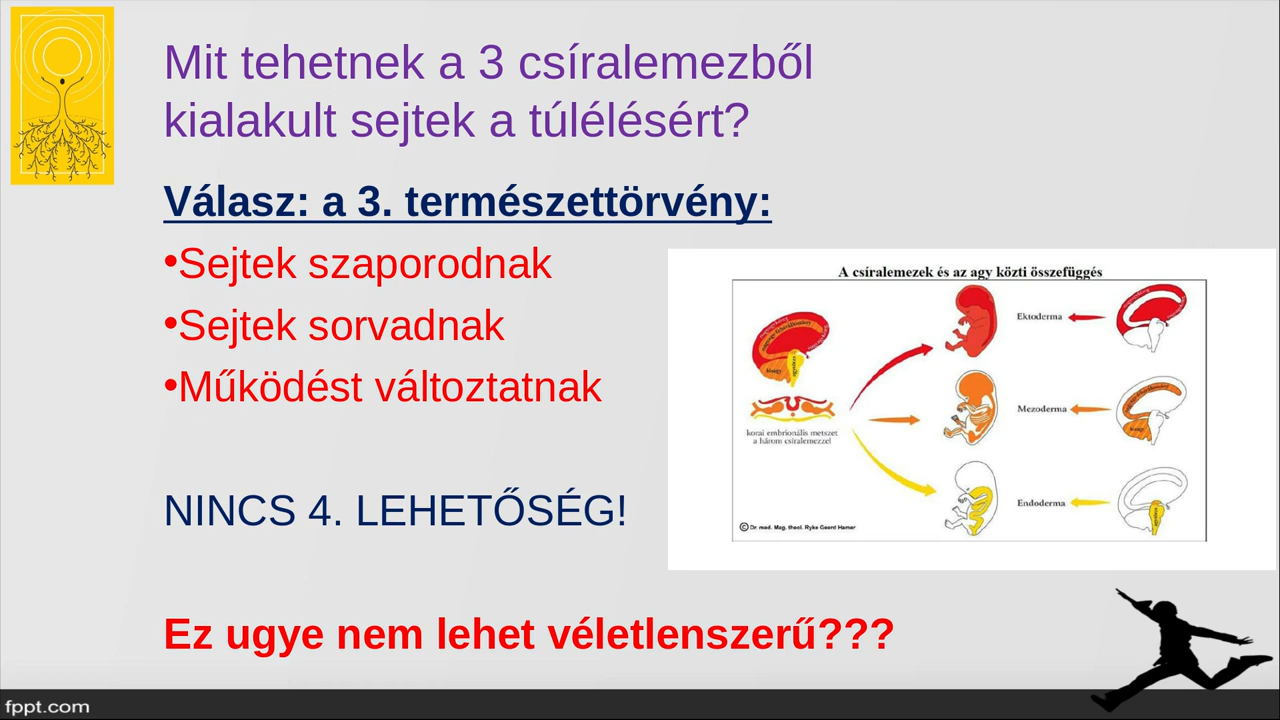 Mit tehetnek a 3 csíralemezből
kialakult sejtek a túlélésért?
Válasz: a 3. természettörvény:
•Sejtek szaporodnak
•Sejtek sorvadnak
•Működést változtatnak
NINCS 4. LEHETŐSÉG!
Ez ugye nem lehet véletlenszerű???
A csíralemezek és az agy közti összefüggés
korai embrionális metszet
a három csíralemezzel
Ektoderma
Mezoderma
Endoderma
© Dr. med. Mag. theol. Ryke Geerd Hamer
fppt.com